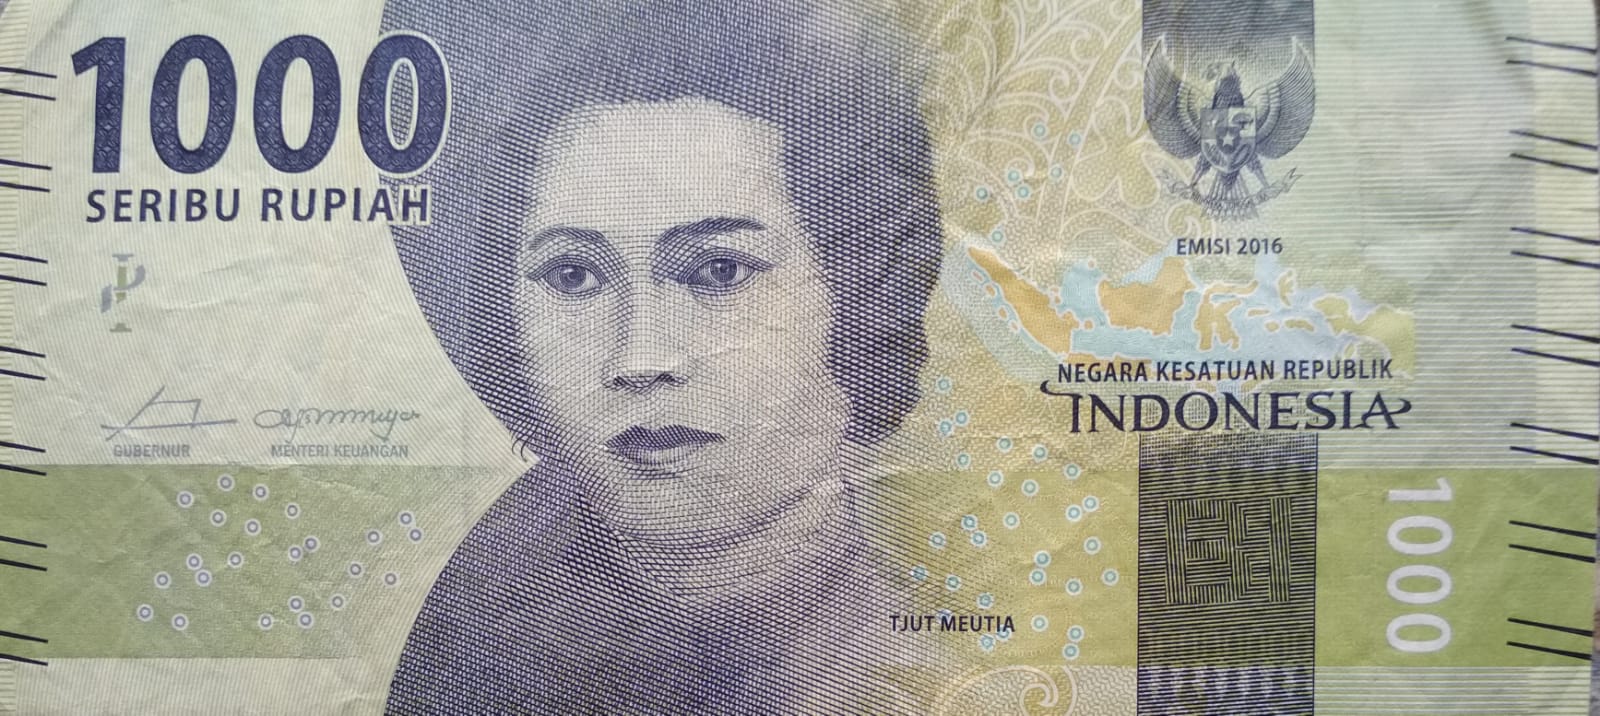 1000
SERIBU RUPIAH
EMISI 2016
NEGARA KESATUAN REPUBLIK
INDONESIA
GUBERNUR
MENTERI KEUANGAN
TJUT MEUTIA
1000